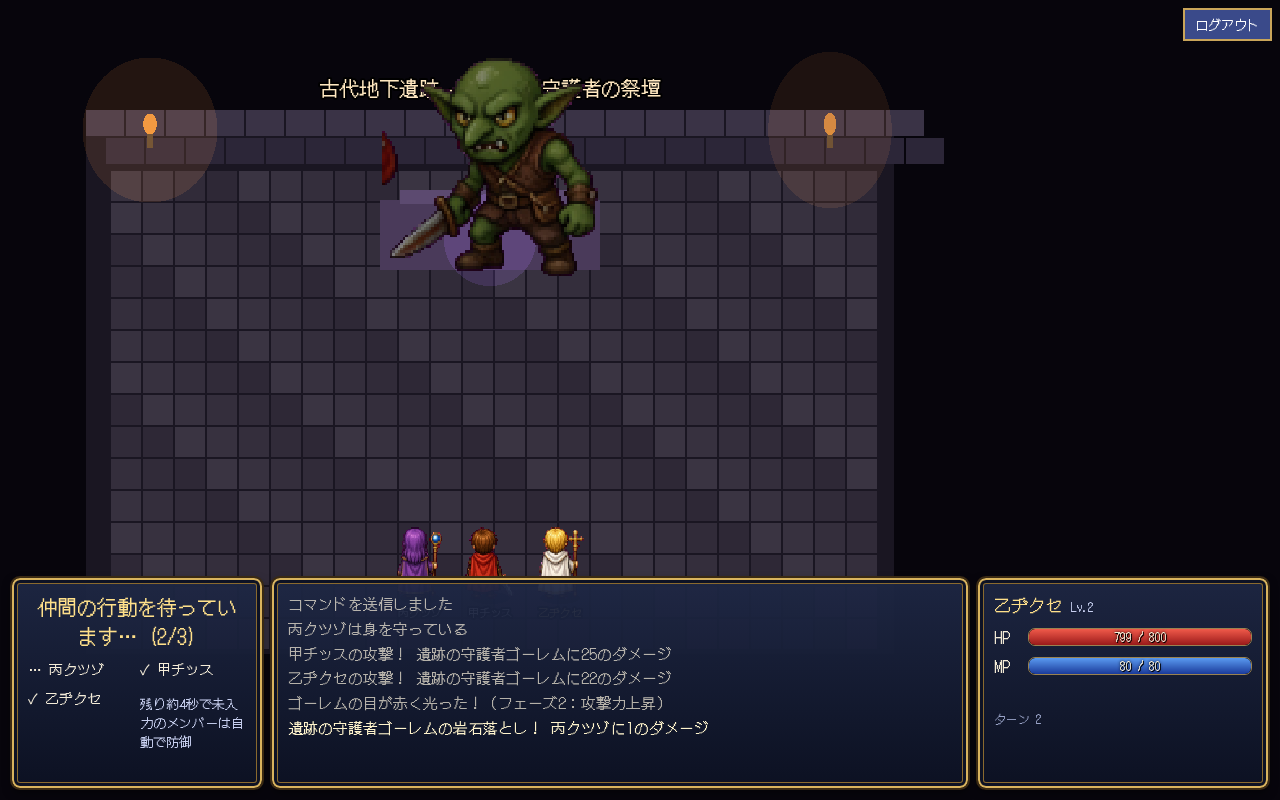 ログアウト
古代地下遺跡 守護者の祭壇
仲間の行動を待ってい
ます… (2/3)
… 丙クツゾ
✓ 甲チッス
✓ 乙ヂクセ
残り約4秒で未入
力のメンバーは自
動で防御
コマンドを送信しました
丙クツゾは身を守っている
甲チッスの攻撃！ 遺跡の守護者ゴーレムに25のダメージ
乙ヂクセの攻撃！ 遺跡の守護者ゴーレムに22のダメージ
ゴーレムの目が赤く光った！（フェーズ2：攻撃力上昇）
遺跡の守護者ゴーレムの岩石落とし！ 丙クツゾに1のダメージ
乙ヂクセ Lv.2
HP 799 / 800
MP 80 / 80
ターン 2